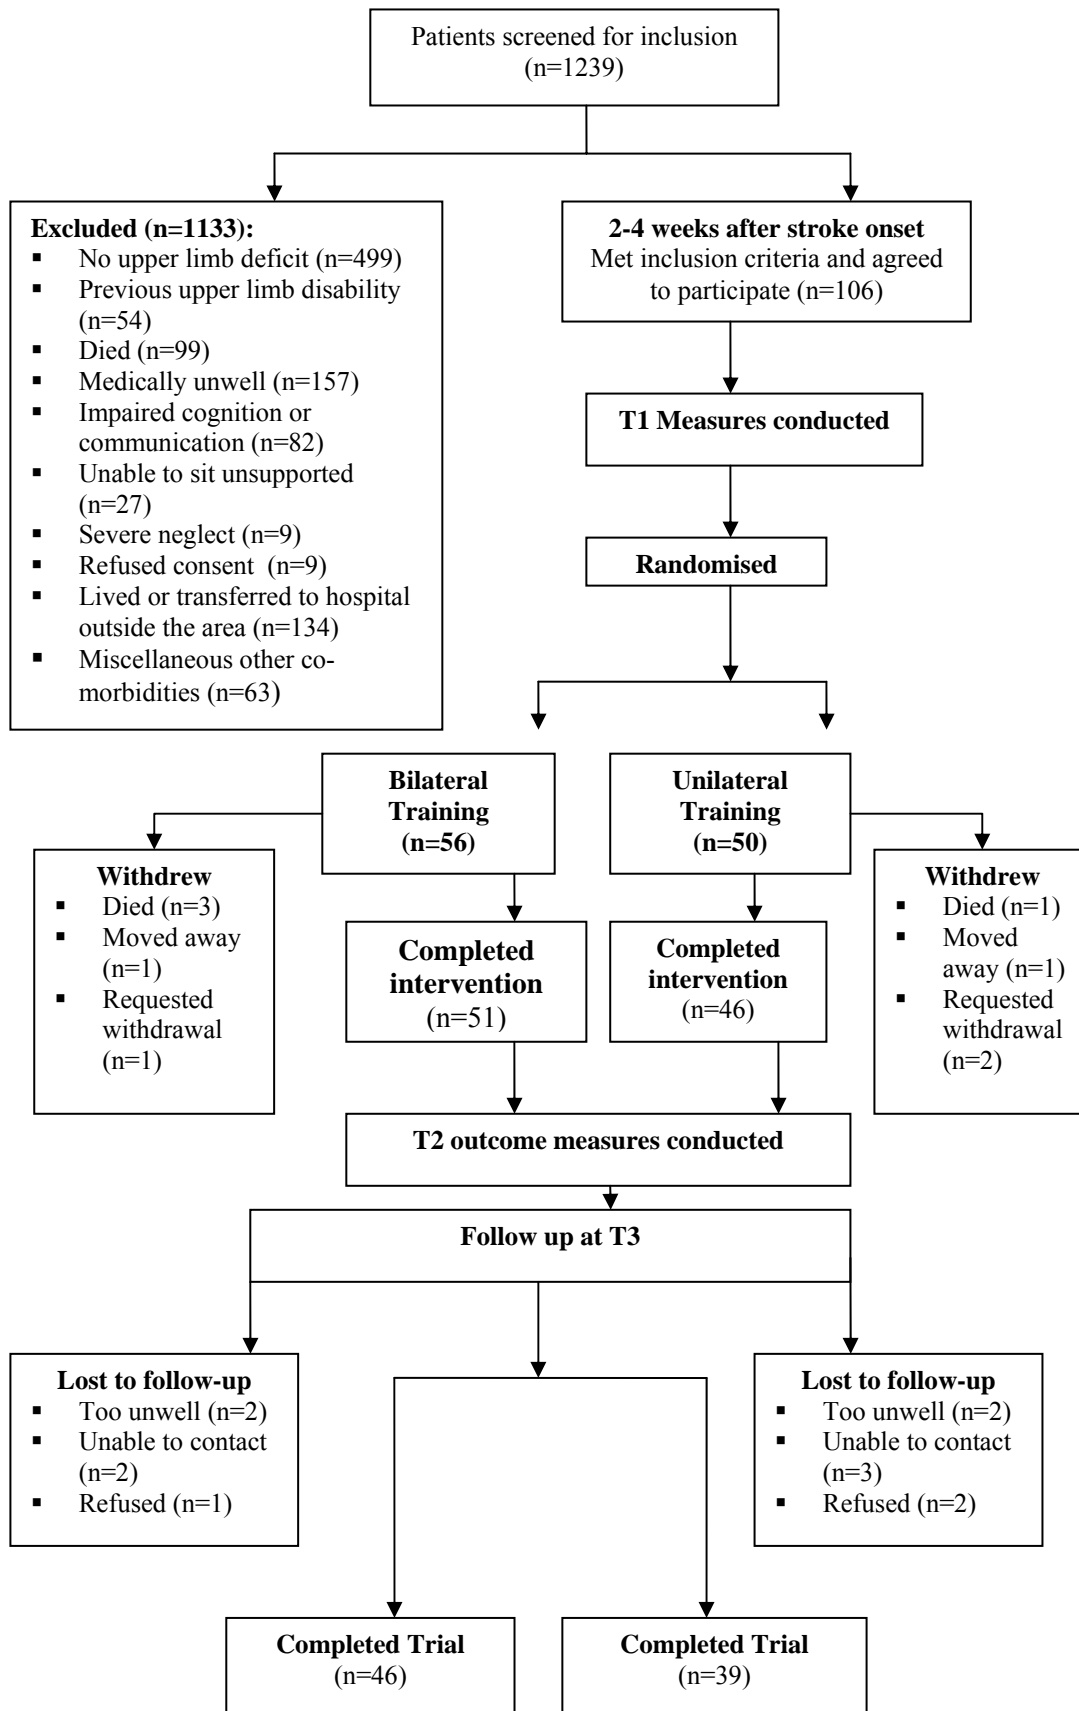 Patients screened for inclusion
(n=1239)
Excluded (n=1133):
▪ No upper limb deficit (n=499)
▪ Previous upper limb disability
(n=54)
▪ Died (n=99)
▪ Medically unwell (n=157)
▪ Impaired cognition or
communication (n=82)
▪ Unable to sit unsupported
(n=27)
▪ Severe neglect (n=9)
▪ Refused consent (n=9)
▪ Lived or transferred to hospital
outside the area (n=134)
▪ Miscellaneous other co-
morbidities (n=63)
2-4 weeks after stroke onset
Met inclusion criteria and agreed
to participate (n=106)
T1 Measures conducted
Randomised
Bilateral
Training
(n=56)
Unilateral
Training
(n=50)
Withdrew
▪ Died (n=3)
▪ Moved away
(n=1)
▪ Requested
withdrawal
(n=1)
Completed
intervention
(n=51)
Completed
intervention
(n=46)
Withdrew
▪ Died (n=1)
▪ Moved
away (n=1)
▪ Requested
withdrawal
(n=2)
T2 outcome measures conducted
Follow up at T3
Lost to follow-up
▪ Too unwell (n=2)
▪ Unable to contact
(n=2)
▪ Refused (n=1)
Lost to follow-up
▪ Too unwell (n=2)
▪ Unable to contact
(n=3)
▪ Refused (n=2)
Completed Trial
(n=46)
Completed Trial
(n=39)